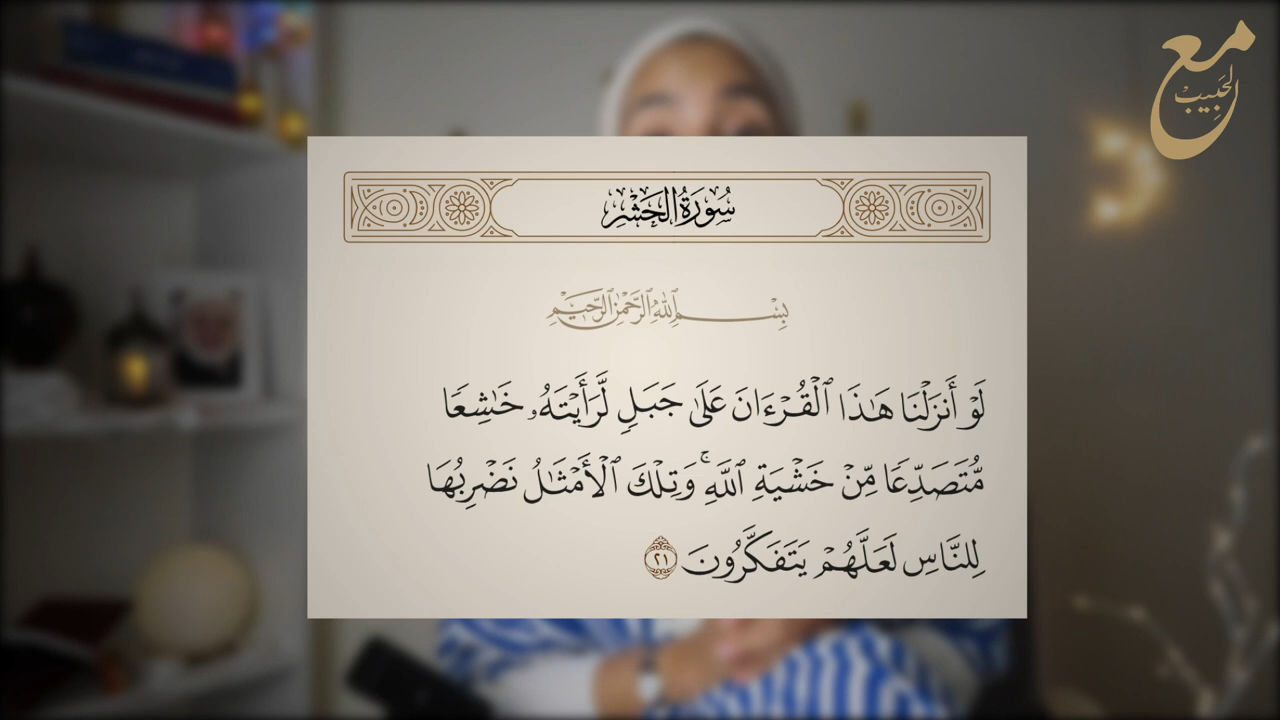 مع
الحبيب
سُورَةُ الحَشْرِ
بِسْمِ ٱللَّهِ ٱلرَّحْمَٰنِ ٱلرَّحِيمِ
لَوْ أَنزَلْنَا هَٰذَا ٱلْقُرْءَانَ عَلَىٰ جَبَلٍ لَّرَأَيْتَهُۥ خَٰشِعًا
مُّتَصَدِّعًا مِّنْ خَشْيَةِ ٱللَّهِ ۚ وَتِلْكَ ٱلْأَمْثَٰلُ نَضْرِبُهَا
لِلنَّاسِ لَعَلَّهُمْ يَتَفَكَّرُونَ ٢١